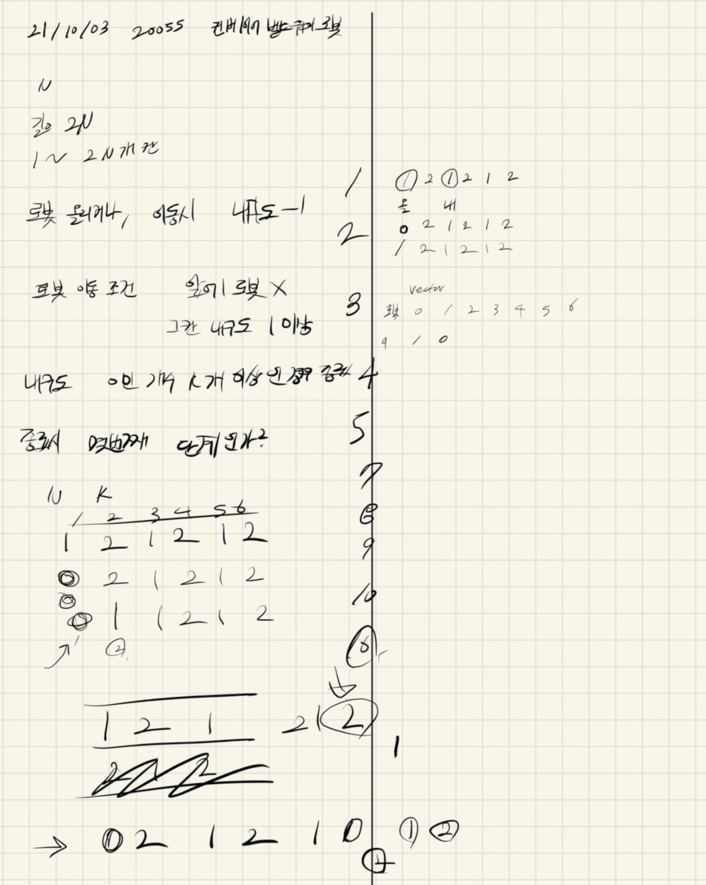 21/10/03 20055 컨베이어 벨트 위의 로봇
N
길이 2N
1 ~ 2N개 칸
로봇 올리거나, 이동시 내구도 -1
로봇 이동 조건 앞에 로봇 X
그칸 내구도 1 이상
내구도 0인 개수 K개 이상인 경우 종료
종료시 몇번째 단계인가?
N K
1 2 3 4 5 6
1 2 1 2 1 2
0 2 1 2 1 2
0
0 1 1 2 1 2
2
1 2 1 2 1 2
→ 0 2 1 2 1 0 1 2
1
1 1 2 1 2 1 2
올 내
2 0 2 1 2 1 2
1 2 1 2 1 2
vector
3 로봇 0 1 2 3 4 5 6
9 1 0
4
5
7
8
9
10
6
1